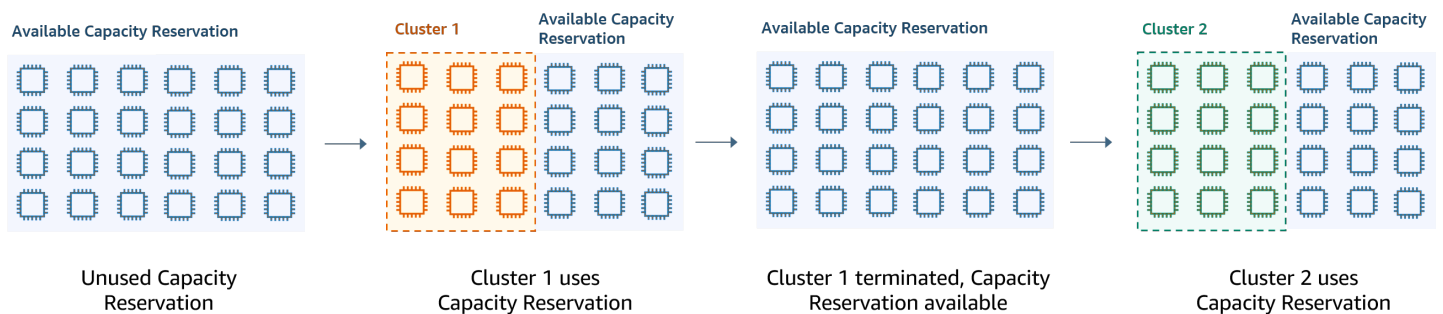 Available Capacity Reservation
Cluster 1
Available Capacity
Reservation
Available Capacity Reservation
Cluster 2
Available Capacity
Reservation
Unused Capacity
Reservation
Cluster 1 uses
Capacity Reservation
Cluster 1 terminated, Capacity
Reservation available
Cluster 2 uses
Capacity Reservation